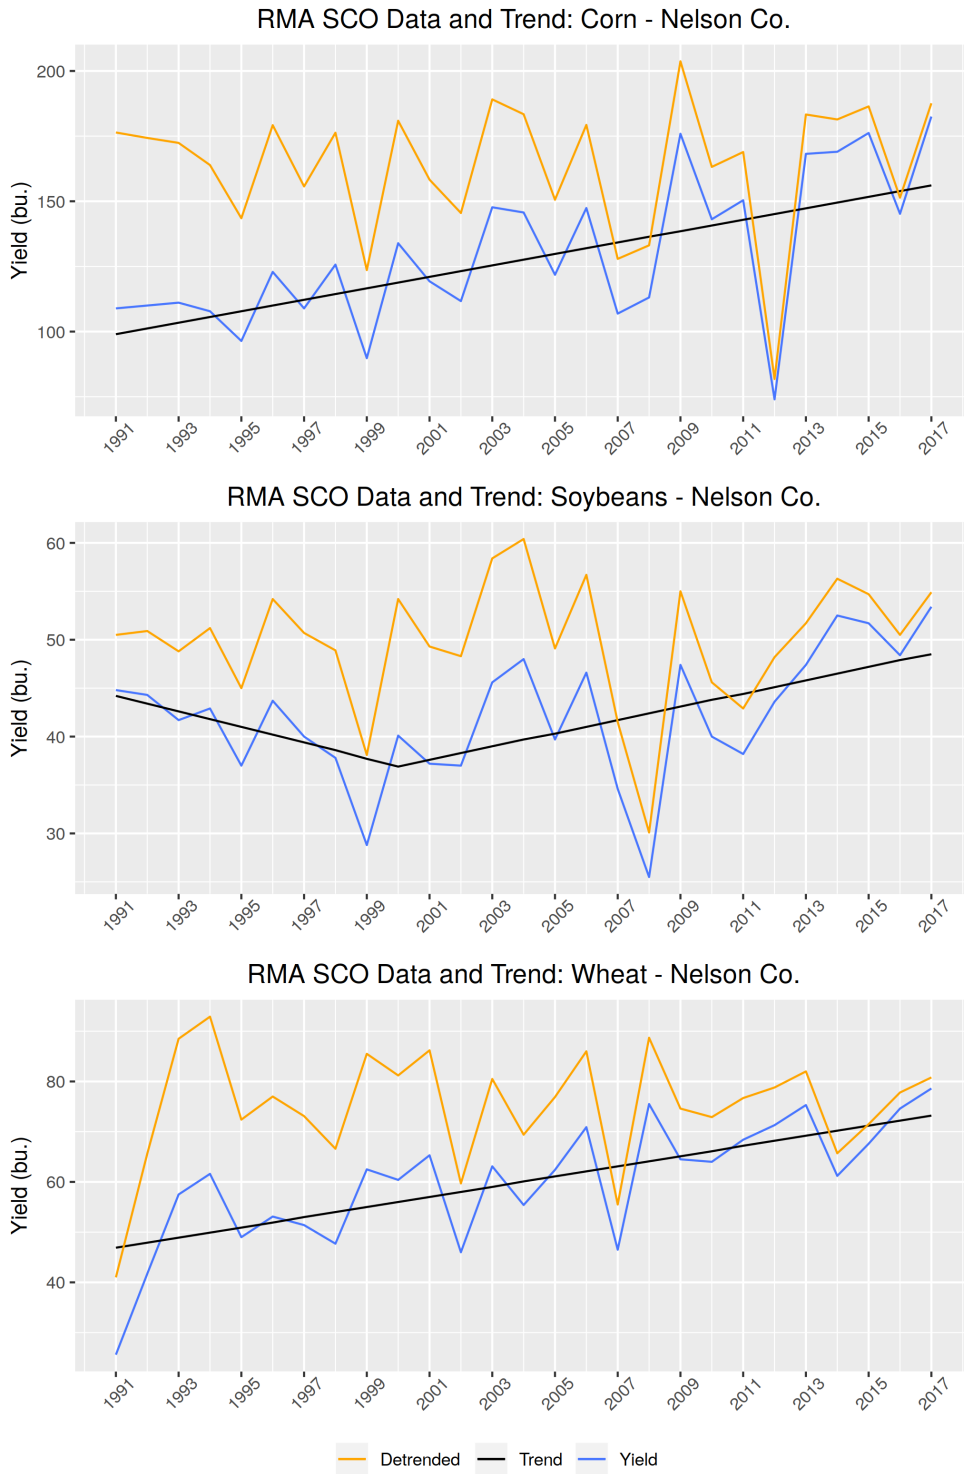 RMA SCO Data and Trend: Corn - Nelson Co.
Yield (bu.)
200
150
100
1991 1993 1995 1997 1999 2001 2003 2005 2007 2009 2011 2013 2015 2017
RMA SCO Data and Trend: Soybeans - Nelson Co.
Yield (bu.)
60
50
40
30
1991 1993 1995 1997 1999 2001 2003 2005 2007 2009 2011 2013 2015 2017
RMA SCO Data and Trend: Wheat - Nelson Co.
Yield (bu.)
80
60
40
1991 1993 1995 1997 1999 2001 2003 2005 2007 2009 2011 2013 2015 2017
Detrended Trend Yield